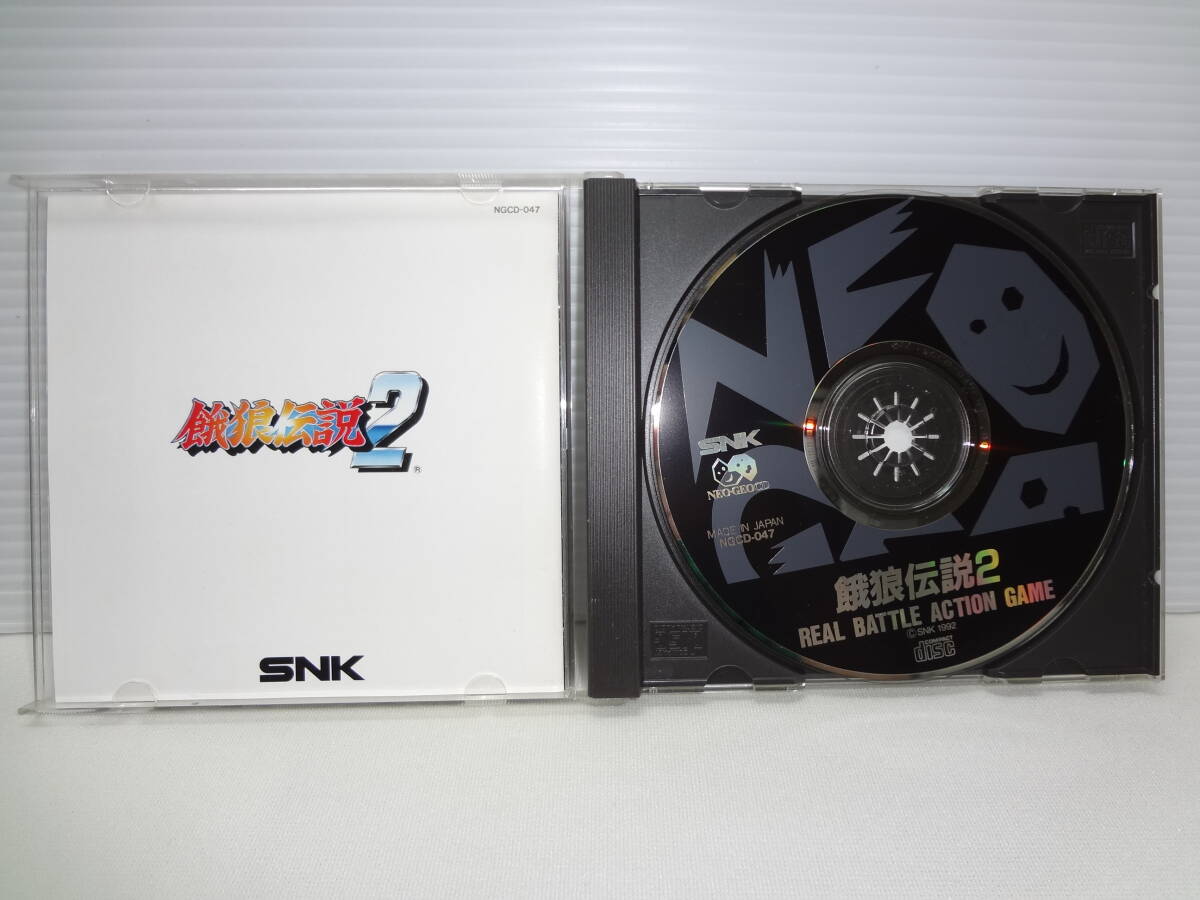 NGCD-047
餓狼伝説2
®
SNK
NEO
GEO
SNK
NEO·GEO CD
MADE IN JAPAN
NGCD-047
餓狼伝説2
REAL BATTLE ACTION GAME
©SNK 1992
COMPACT
disc